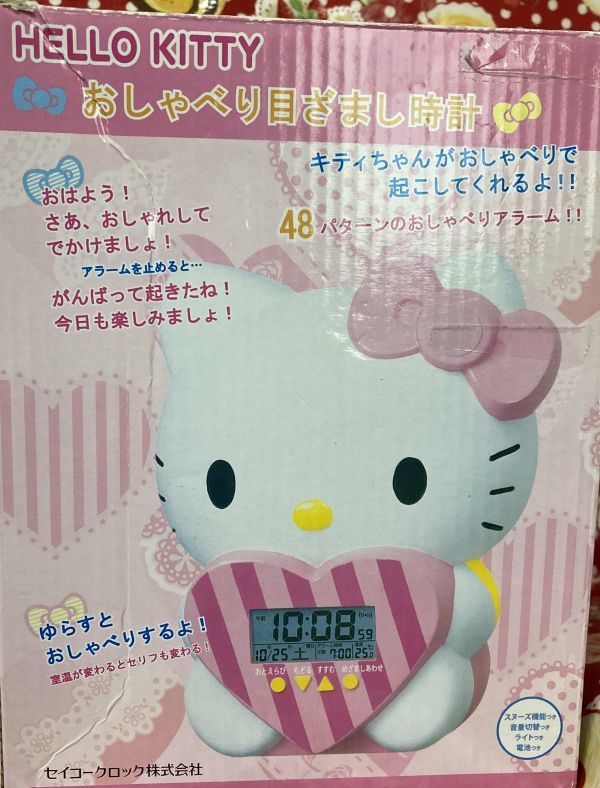 HELLO KITTY
おしゃべり目ざまし時計
キティちゃんがおしゃべりで
起こしてくれるよ!!
48パターンのおしゃべりアラーム!!
おはよう!
さあ、おしゃれして
でかけましょ!
アラームを止めると…
がんばって起きたね!
今日も楽しみましょ!
午前 10:08 59
10/25 土 7:00 25.0
おとえらび もどる すすむ めざましあわせ
ゆらすと
おしゃべりするよ!
室温が変わるとセリフも変わる!
スヌーズ機能つき
音量切替つき
ライトつき
電池つき
セイコークロック株式会社